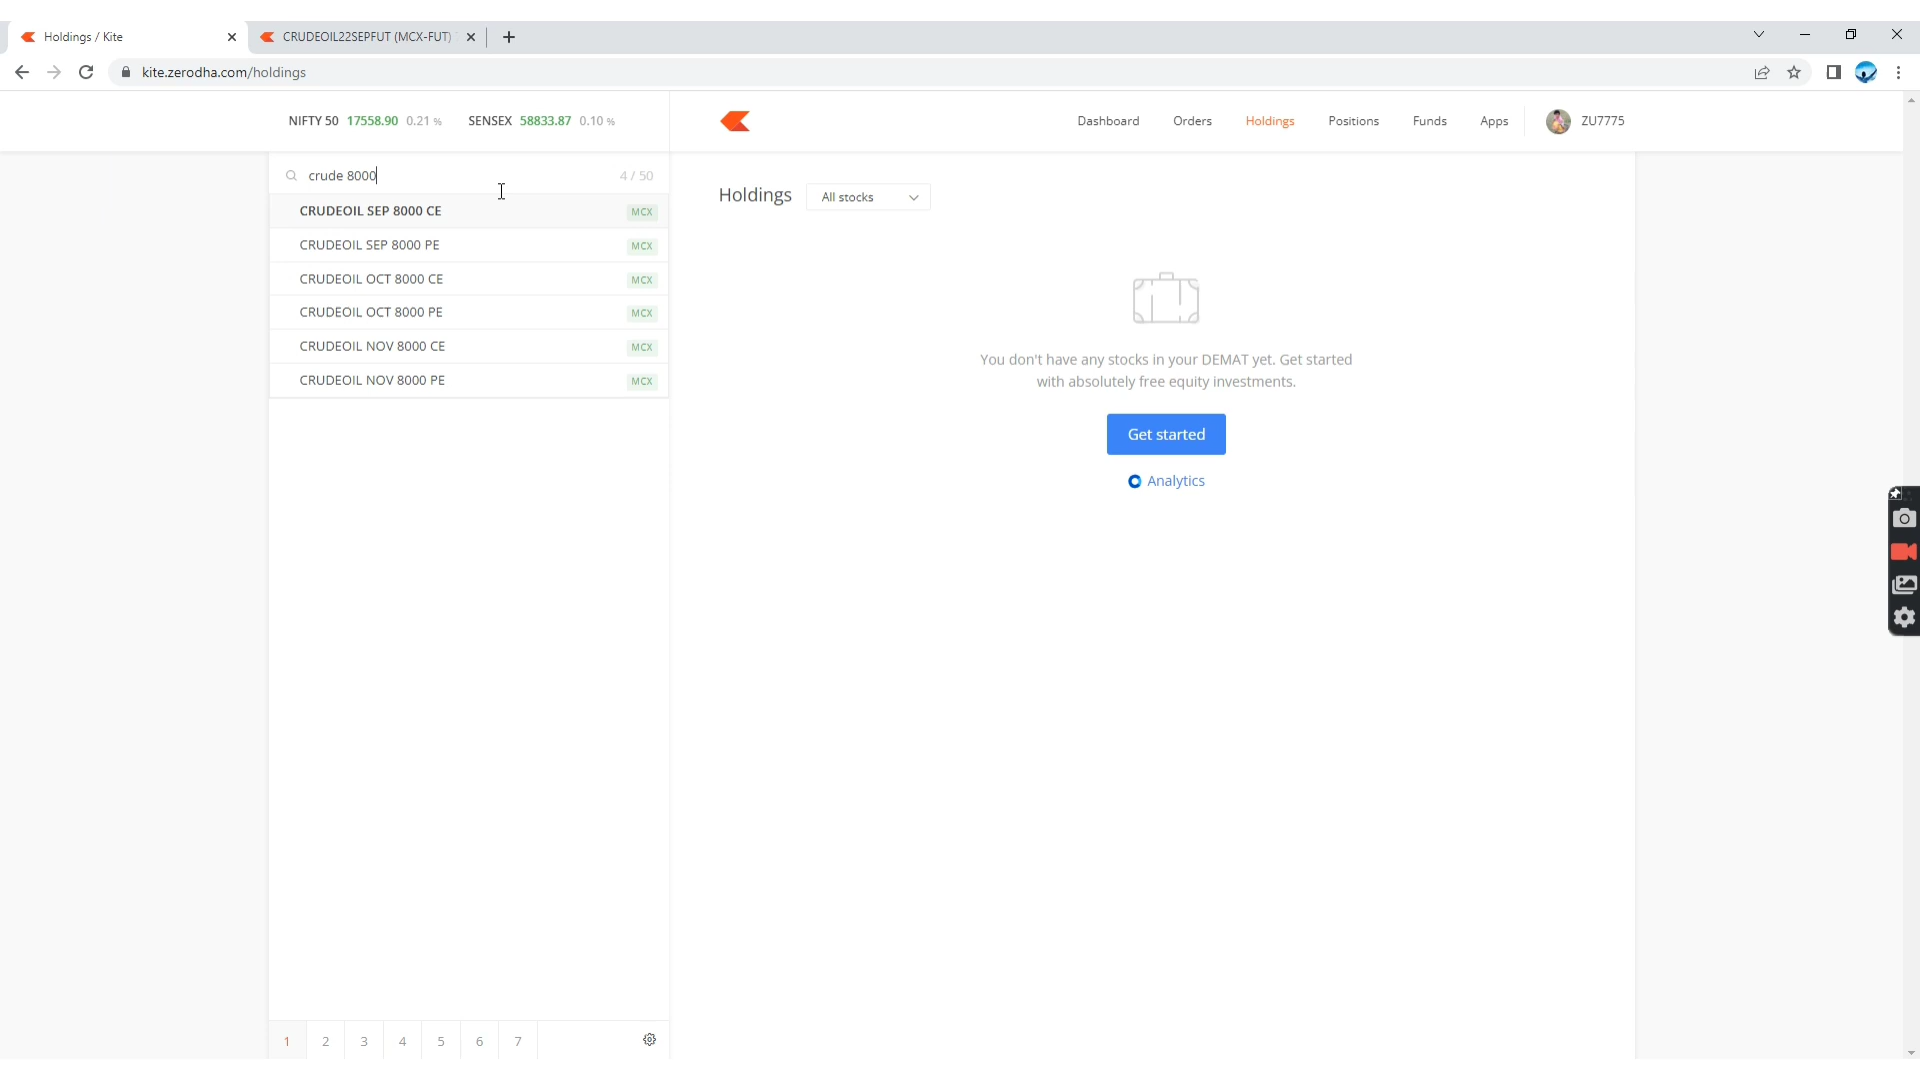 Holdings / Kite
CRUDEOIL22SEPFUT (MCX-FUT)
kite.zerodha.com/holdings
NIFTY 50 17558.90 0.21 %
SENSEX 58833.87 0.10 %
Dashboard
Orders
Holdings
Positions
Funds
Apps
ZU7775
crude 8000
4 / 50
CRUDEOIL SEP 8000 CE MCX
CRUDEOIL SEP 8000 PE MCX
CRUDEOIL OCT 8000 CE MCX
CRUDEOIL OCT 8000 PE MCX
CRUDEOIL NOV 8000 CE MCX
CRUDEOIL NOV 8000 PE MCX
Holdings
All stocks
You don't have any stocks in your DEMAT yet. Get started
with absolutely free equity investments.
Get started
Analytics
1 2 3 4 5 6 7